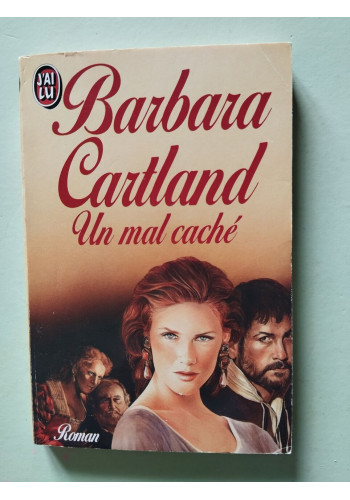 J'AI
LU
Barbara
Cartland
Un mal caché
Roman